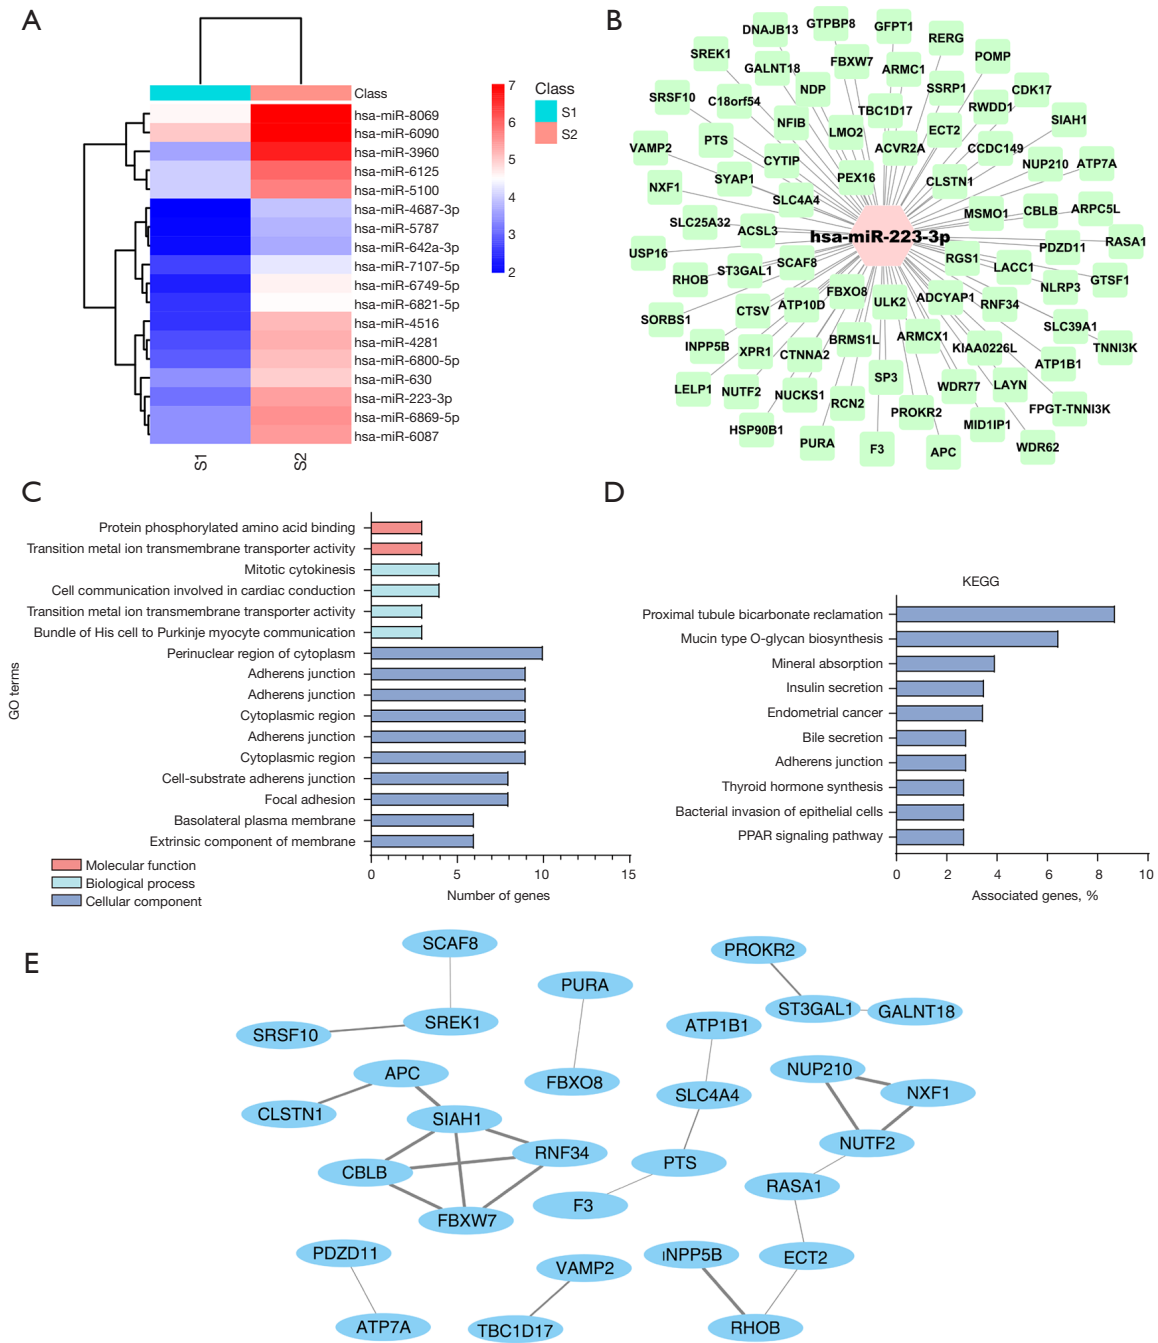 A
Class
hsa-miR-8069
hsa-miR-6090
hsa-miR-3960
hsa-miR-6125
hsa-miR-5100
hsa-miR-4687-3p
hsa-miR-5787
hsa-miR-642a-3p
hsa-miR-7107-5p
hsa-miR-6749-5p
hsa-miR-6821-5p
hsa-miR-4516
hsa-miR-4281
hsa-miR-6800-5p
hsa-miR-630
hsa-miR-223-3p
hsa-miR-6869-5p
hsa-miR-6087
S1
S2
7
6
5
4
3
2
Class
S1
S2
B
DNAJB13
GTPBP8
GFPT1
RERG
SREK1
GALNT18
FBXW7
ARMC1
POMP
SRSF10
C18orf54
NDP
TBC1D17
SSRP1
RWDD1
CDK17
SIAH1
VAMP2
PTS
NFIB
LMO2
ACVR2A
ECT2
CCDC149
NUP210
ATP7A
NXF1
SYAP1
CYTIP
PEX16
CLSTN1
SLC4A4
MSMO1
CBLB
ARPC5L
SLC25A32
ACSL3
hsa-miR-223-3p
PDZD11
RASA1
USP16
RHOB
ST3GAL1
SCAF8
RGS1
LACC1
NLRP3
GTSF1
SORBS1
CTSV
ATP10D
FBXO8
ULK2
ADCYAP1
RNF34
SLC39A1
TNNI3K
INPP5B
XPR1
CTNNA2
BRMS1L
ARMCX1
KIAA0226L
ATP1B1
LELP1
NUTF2
NUCKS1
RCN2
SP3
WDR77
LAYN
FPGT-TNNI3K
HSP90B1
PURA
F3
PROKR2
APC
MID1IP1
WDR62
C
GO terms
Protein phosphorylated amino acid binding
Transition metal ion transmembrane transporter activity
Mitotic cytokinesis
Cell communication involved in cardiac conduction
Transition metal ion transmembrane transporter activity
Bundle of His cell to Purkinje myocyte communication
Perinuclear region of cytoplasm
Adherens junction
Adherens junction
Cytoplasmic region
Adherens junction
Cytoplasmic region
Cell-substrate adherens junction
Focal adhesion
Basolateral plasma membrane
Extrinsic component of membrane
0 5 10 15
Number of genes
Molecular function
Biological process
Cellular component
D
KEGG
Proximal tubule bicarbonate reclamation
Mucin type O-glycan biosynthesis
Mineral absorption
Insulin secretion
Endometrial cancer
Bile secretion
Adherens junction
Thyroid hormone synthesis
Bacterial invasion of epithelial cells
PPAR signaling pathway
0 2 4 6 8 10
Associated genes, %
E
SCAF8
SREK1
SRSF10
PURA
FBXO8
PROKR2
ST3GAL1
GALNT18
ATP1B1
SLC4A4
PTS
F3
APC
CLSTN1
SIAH1
RNF34
CBLB
FBXW7
NUP210
NXF1
NUTF2
RASA1
ECT2
INPP5B
RHOB
PDZD11
ATP7A
VAMP2
TBC1D17